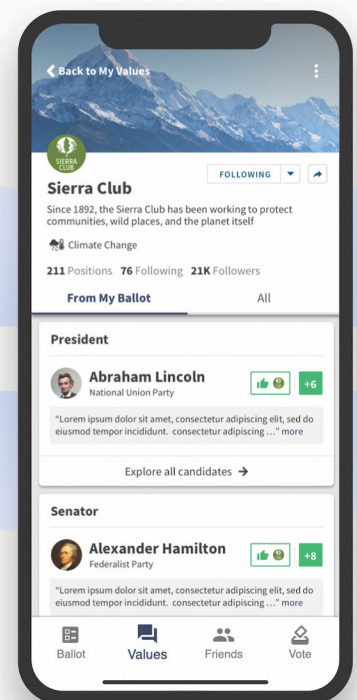 Back to My Values
SIERRA
CLUB
FOLLOWING
Sierra Club
Since 1892, the Sierra Club has been working to protect
communities, wild places, and the planet itself
Climate Change
211 Positions 76 Following 21K Followers
From My Ballot All
President
Abraham Lincoln
National Union Party
+6
"Lorem ipsum dolor sit amet, consectetur adipiscing elit, sed do
eiusmod tempor incididunt. consectetur adipiscing ..." more
Explore all candidates →
Senator
Alexander Hamilton
Federalist Party
+8
"Lorem ipsum dolor sit amet, consectetur adipiscing elit, sed do
eiusmod tempor incididunt. consectetur adipiscing ..." more
Ballot Values Friends Vote